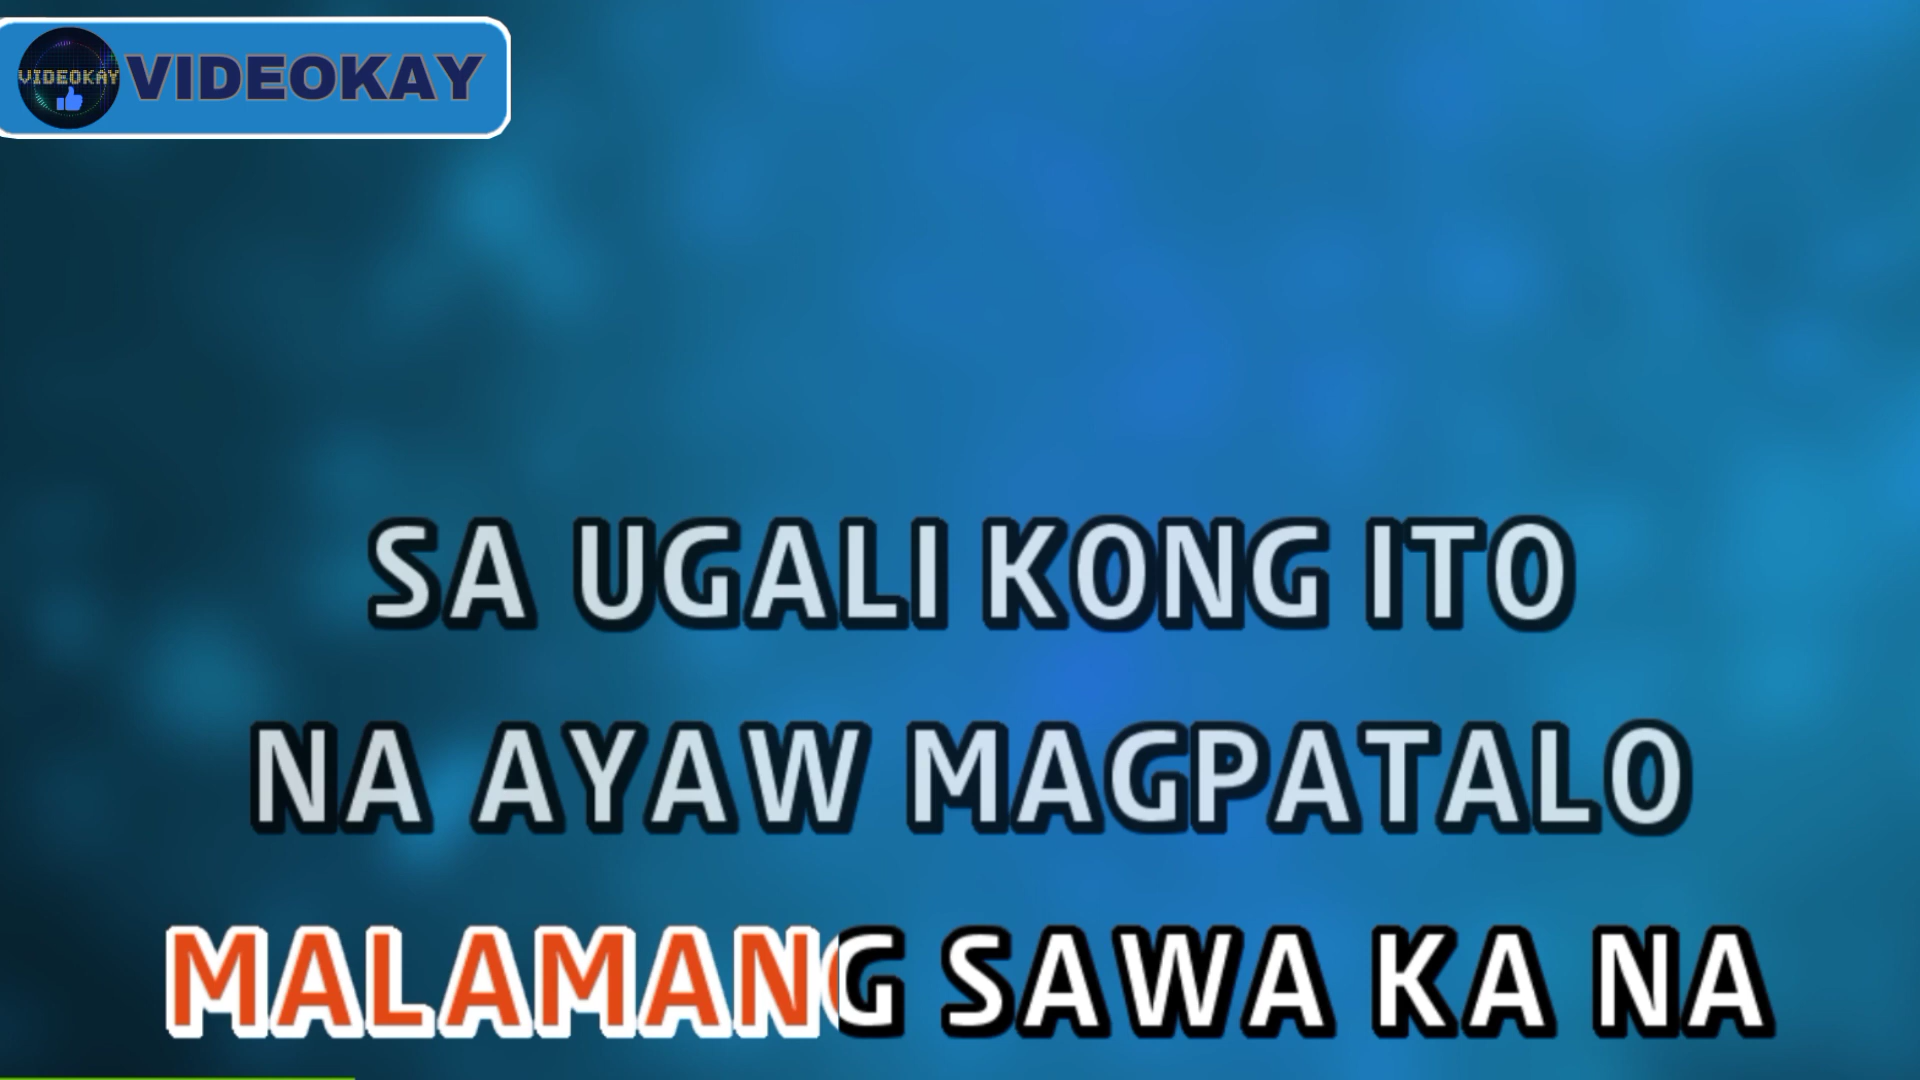 VIDEOKAY
VIDEOKAY
SA UGALI KONG ITO
NA AYAW MAGPATALO
MALAMANG SAWA KA NA